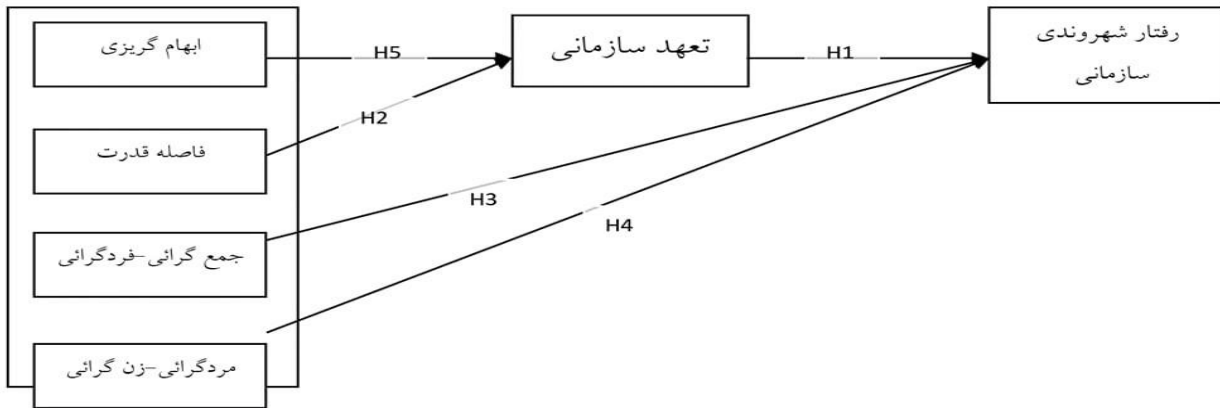 ابهام گریزی
فاصله قدرت
جمع گرائی-فردگرائی
مردگرائی-زن گرائی
H5
H2
تعهد سازمانی
H1
H3
H4
رفتار شهروندی
سازمانی